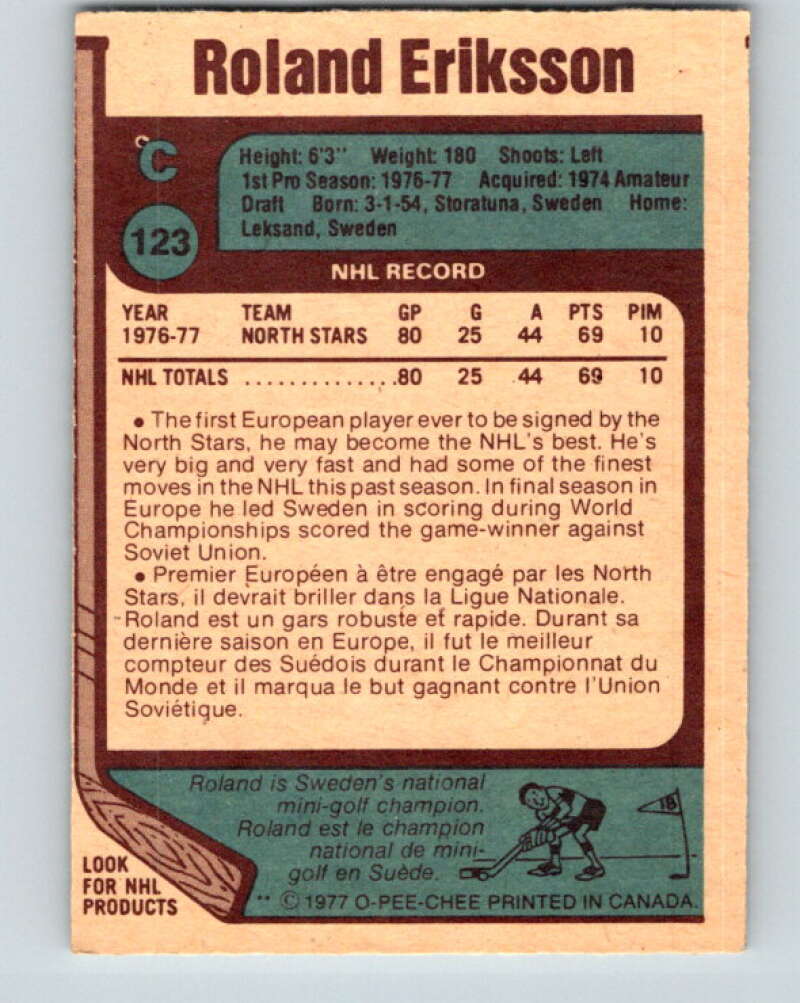 Roland Eriksson
C
123
Height: 6'3" Weight: 180 Shoots: Left
1st Pro Season: 1976-77 Acquired: 1974 Amateur
Draft Born: 3-1-54, Storatuna, Sweden Home:
Leksand, Sweden
NHL RECORD
YEAR TEAM GP G A PTS PIM
1976-77 NORTH STARS 80 25 44 69 10
NHL TOTALS ..............80 25 44 69 10
• The first European player ever to be signed by the
North Stars, he may become the NHL's best. He's
very big and very fast and had some of the finest
moves in the NHL this past season. In final season in
Europe he led Sweden in scoring during World
Championships scored the game-winner against
Soviet Union.
• Premier Européen à être engagé par les North
Stars, il devrait briller dans la Ligue Nationale.
Roland est un gars robuste et rapide. Durant sa
dernière saison en Europe, il fut le meilleur
compteur des Suédois durant le Championnat du
Monde et il marqua le but gagnant contre l'Union
Soviétique.
Roland is Sweden's national
mini-golf champion.
Roland est le champion
national de mini-
golf en Suède.
18
LOOK
FOR NHL
PRODUCTS
** © 1977 O-PEE-CHEE PRINTED IN CANADA.